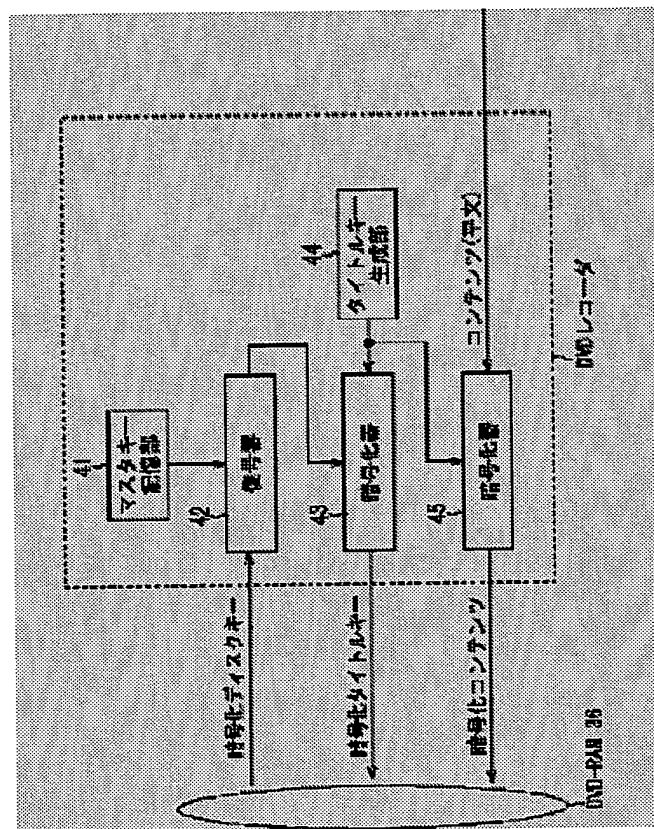 41
マスタキー
記憶部
暗号化ディスクキー
42
復号器
44
タイトルキー
生成部
暗号化タイトルキー
43
暗号化器
暗号化コンテンツ
45
暗号化器
コンテンツ(平文)
DVDレコーダ
DVD-RAM 36